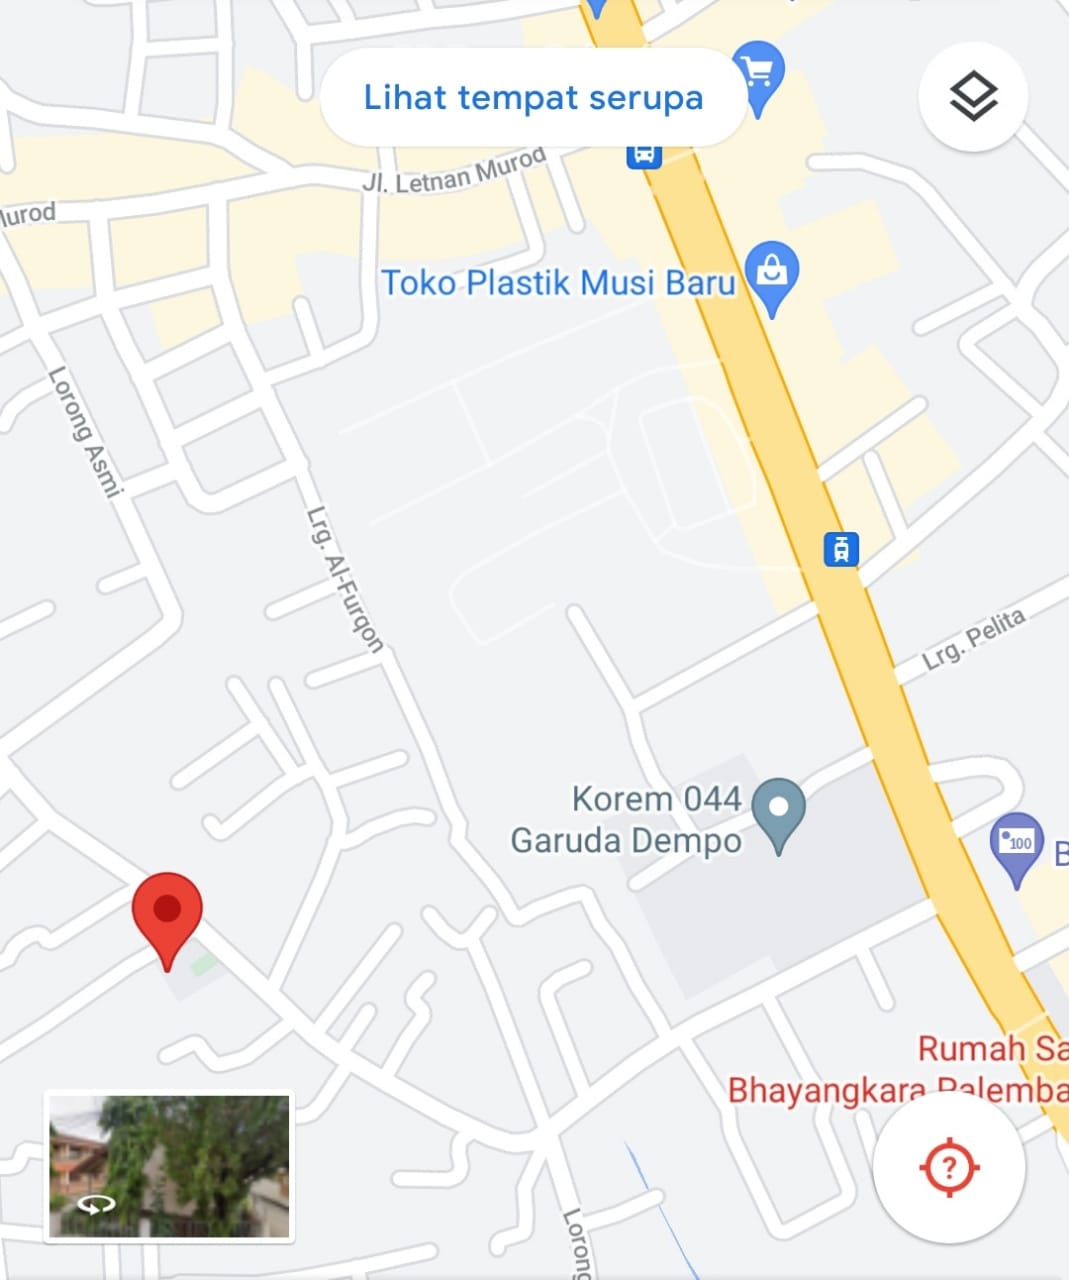 Lihat tempat serupa
Jl. Letnan Murod
Murod
Toko Plastik Musi Baru
Lorong Asmi
Lrg. Al-Furqon
Lrg. Pelita
Korem 044
Garuda Dempo
100
B
Rumah Sa
Bhayangkara Palemba
?
Lorong